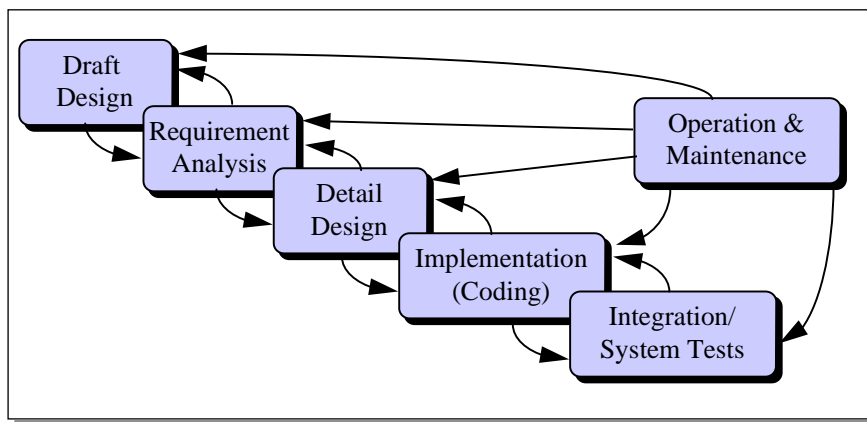 Draft
Design
Requirement
Analysis
Operation &
Maintenance
Detail
Design
Implementation
(Coding)
Integration/
System Tests